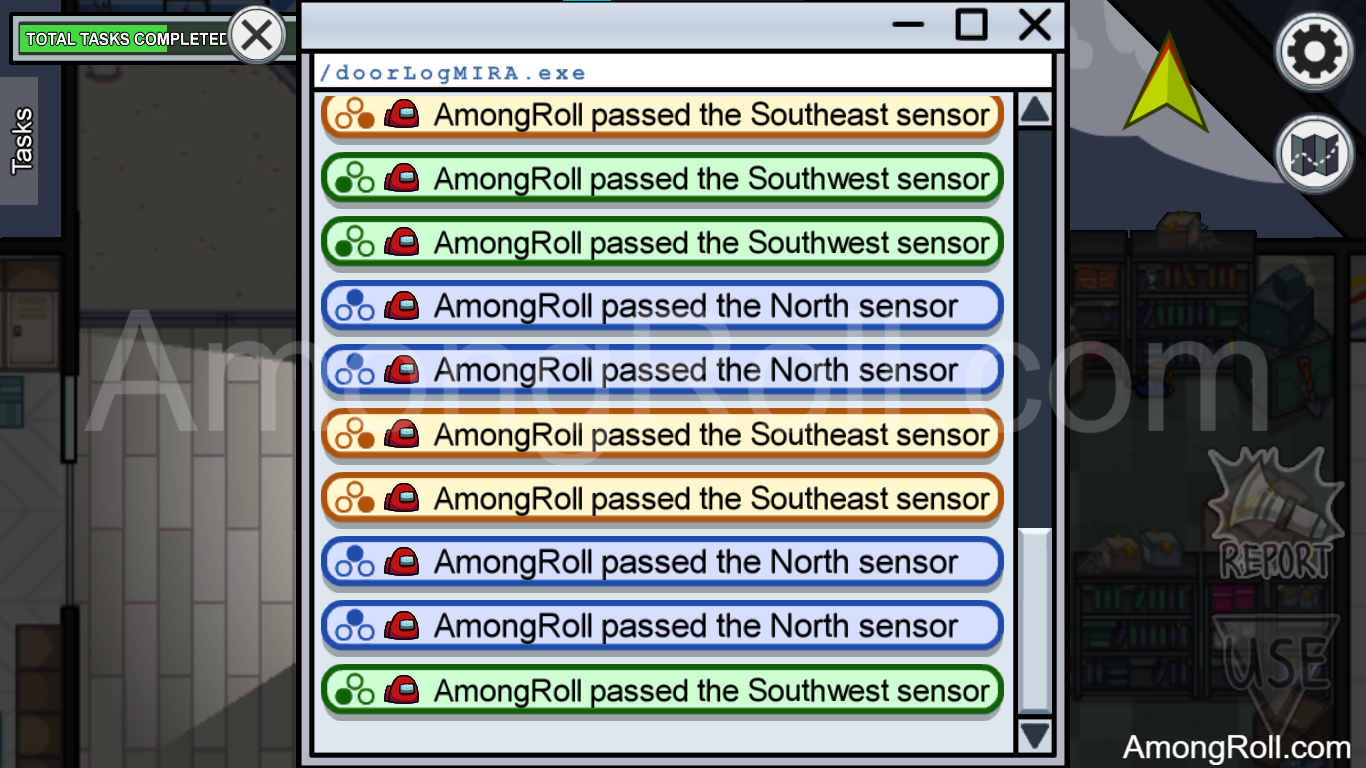 TOTAL TASKS COMPLETED
/doorLogMIRA.exe
Tasks
AmongRoll passed the Southeast sensor
AmongRoll passed the Southwest sensor
AmongRoll passed the Southwest sensor
AmongRoll passed the North sensor
AmongRoll passed the North sensor
AmongRoll.com
AmongRoll passed the Southeast sensor
AmongRoll passed the Southeast sensor
AmongRoll passed the North sensor
REPORT
AmongRoll passed the North sensor
USE
AmongRoll passed the Southwest sensor
AmongRoll.com